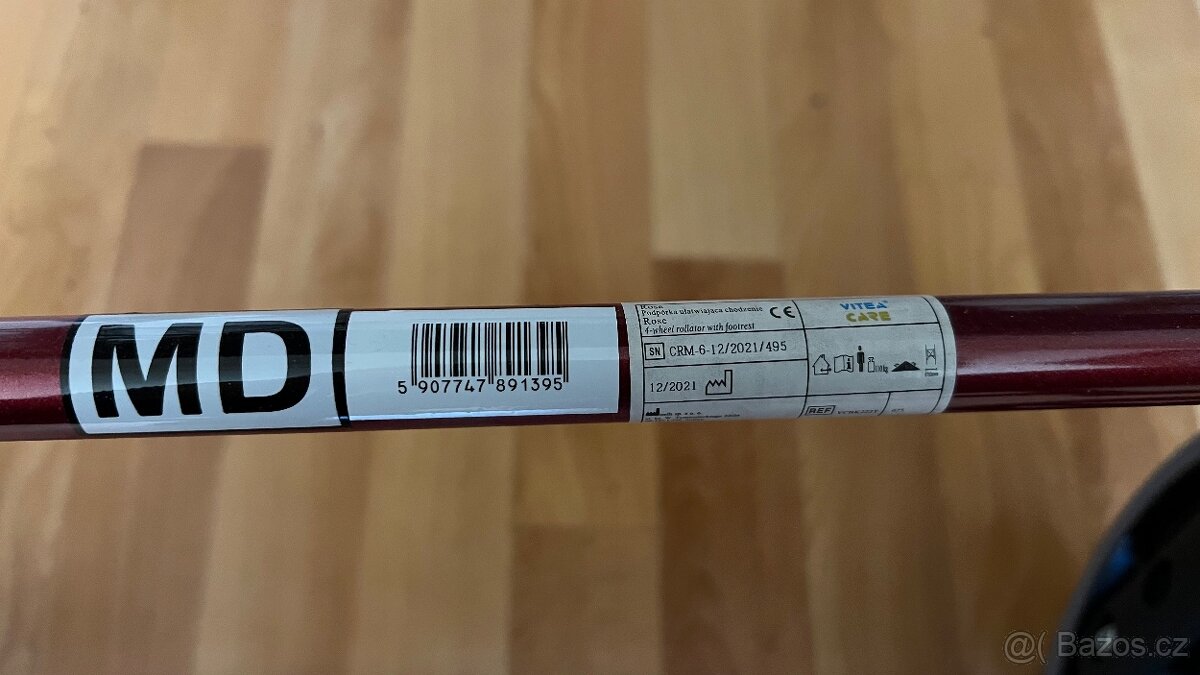 MD
5 907747 891395
Rose
Podpórka ułatwiająca chodzenie
Rose
4-wheel rollator with footrest
CE
SN CRM-6-12/2021/495
12/2021
VITEA
CARE
REF
@( Bazos.cz